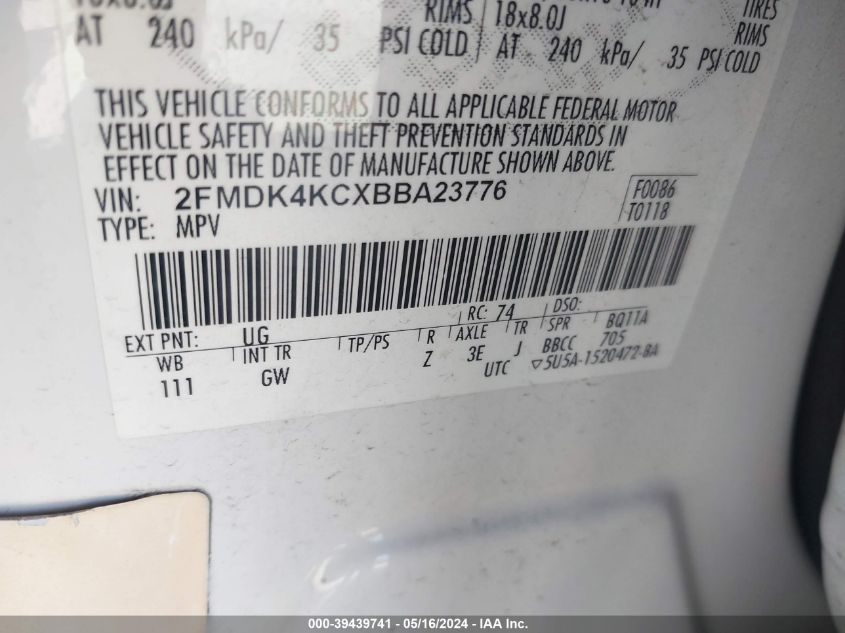 RIMS 18x8.0J TIRES
AT 240 kPa/ 35 PSI COLD AT 240 kPa/ 35 PSI COLD RIMS
THIS VEHICLE CONFORMS TO ALL APPLICABLE FEDERAL MOTOR
VEHICLE SAFETY AND THEFT PREVENTION STANDARDS IN
EFFECT ON THE DATE OF MANUFACTURE SHOWN ABOVE.
VIN: 2FMDK4KCXBBA23776 F0086
TYPE: MPV T0118
RC: 74 DSO:
EXT PNT: UG
WB INT TR TP/PS R AXLE TR SPR BQ11A
111 GW Z 3E J BBCC 705
UTC ▽5U5A-1520472-BA
000-39439741 - 05/16/2024 - IAA Inc.